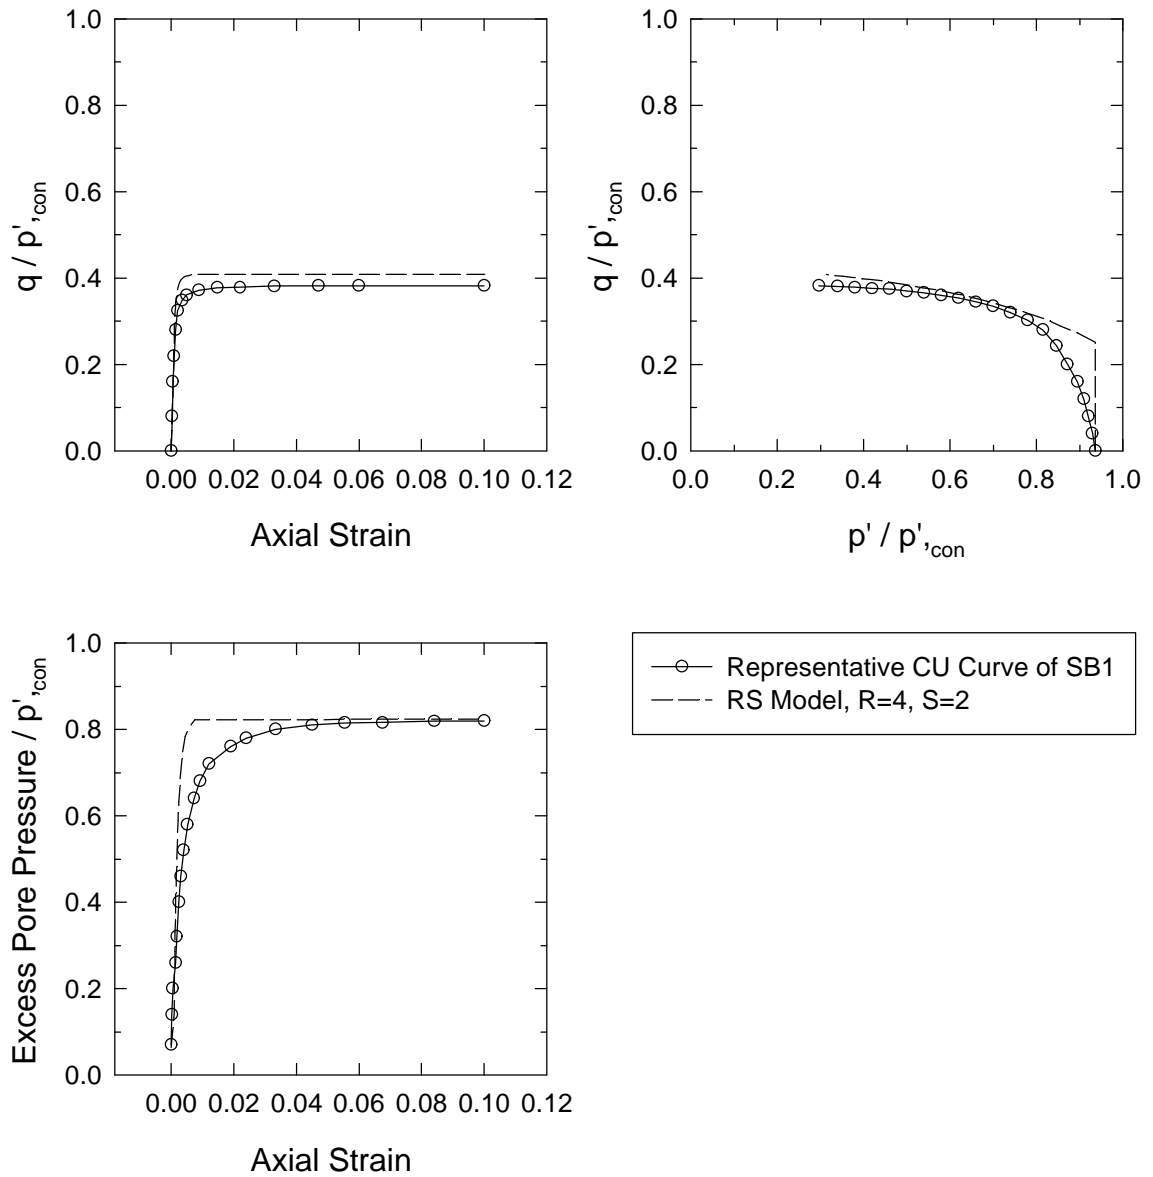 1.0
0.8
0.6
0.4
0.2
0.0
q / p',con
0.00 0.02 0.04 0.06 0.08 0.10 0.12
Axial Strain
1.0
0.8
0.6
0.4
0.2
0.0
q / p',con
0.0 0.2 0.4 0.6 0.8 1.0
p' / p',con
1.0
0.8
0.6
0.4
0.2
0.0
Excess Pore Pressure / p',con
0.00 0.02 0.04 0.06 0.08 0.10 0.12
Axial Strain
Representative CU Curve of SB1
RS Model, R=4, S=2